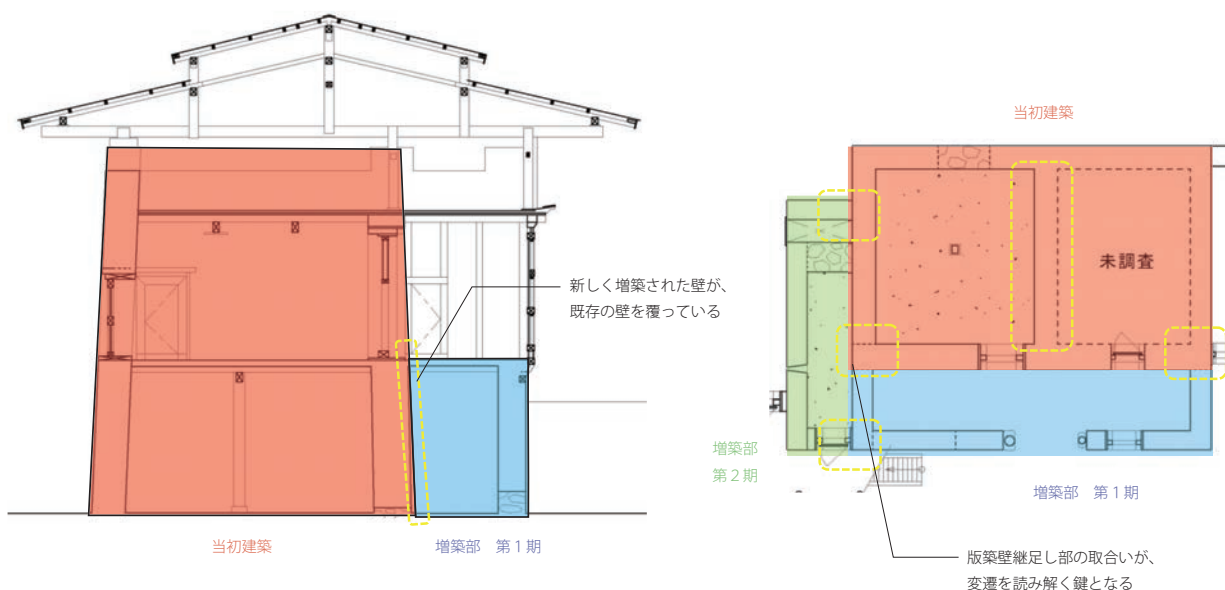 新しく増築された壁が、
既存の壁を覆っている
当初建築
増築部　第１期
当初建築
未調査
増築部
第２期
増築部　第１期
版築壁継足し部の取合いが、
変遷を読み解く鍵となる